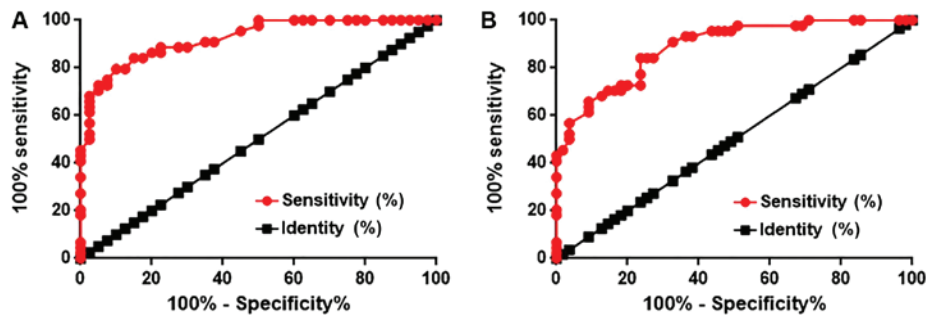 A
100% sensitivity
100
80
60
40
20
0
Sensitivity (%)
Identity (%)
0 20 40 60 80 100
100% - Specificity%
B
100% sensitivity
100
80
60
40
20
0
Sensitivity (%)
Identity (%)
0 20 40 60 80 100
100% - Specificity%